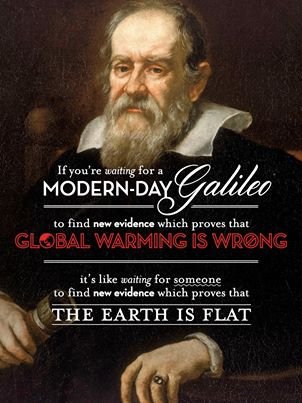 If you're waiting for a
MODERN-DAY Galileo
to find new evidence which proves that
GLOBAL WARMING IS WRØNG
it's like waiting for someone
to find new evidence which proves that
THE EARTH IS FLAT